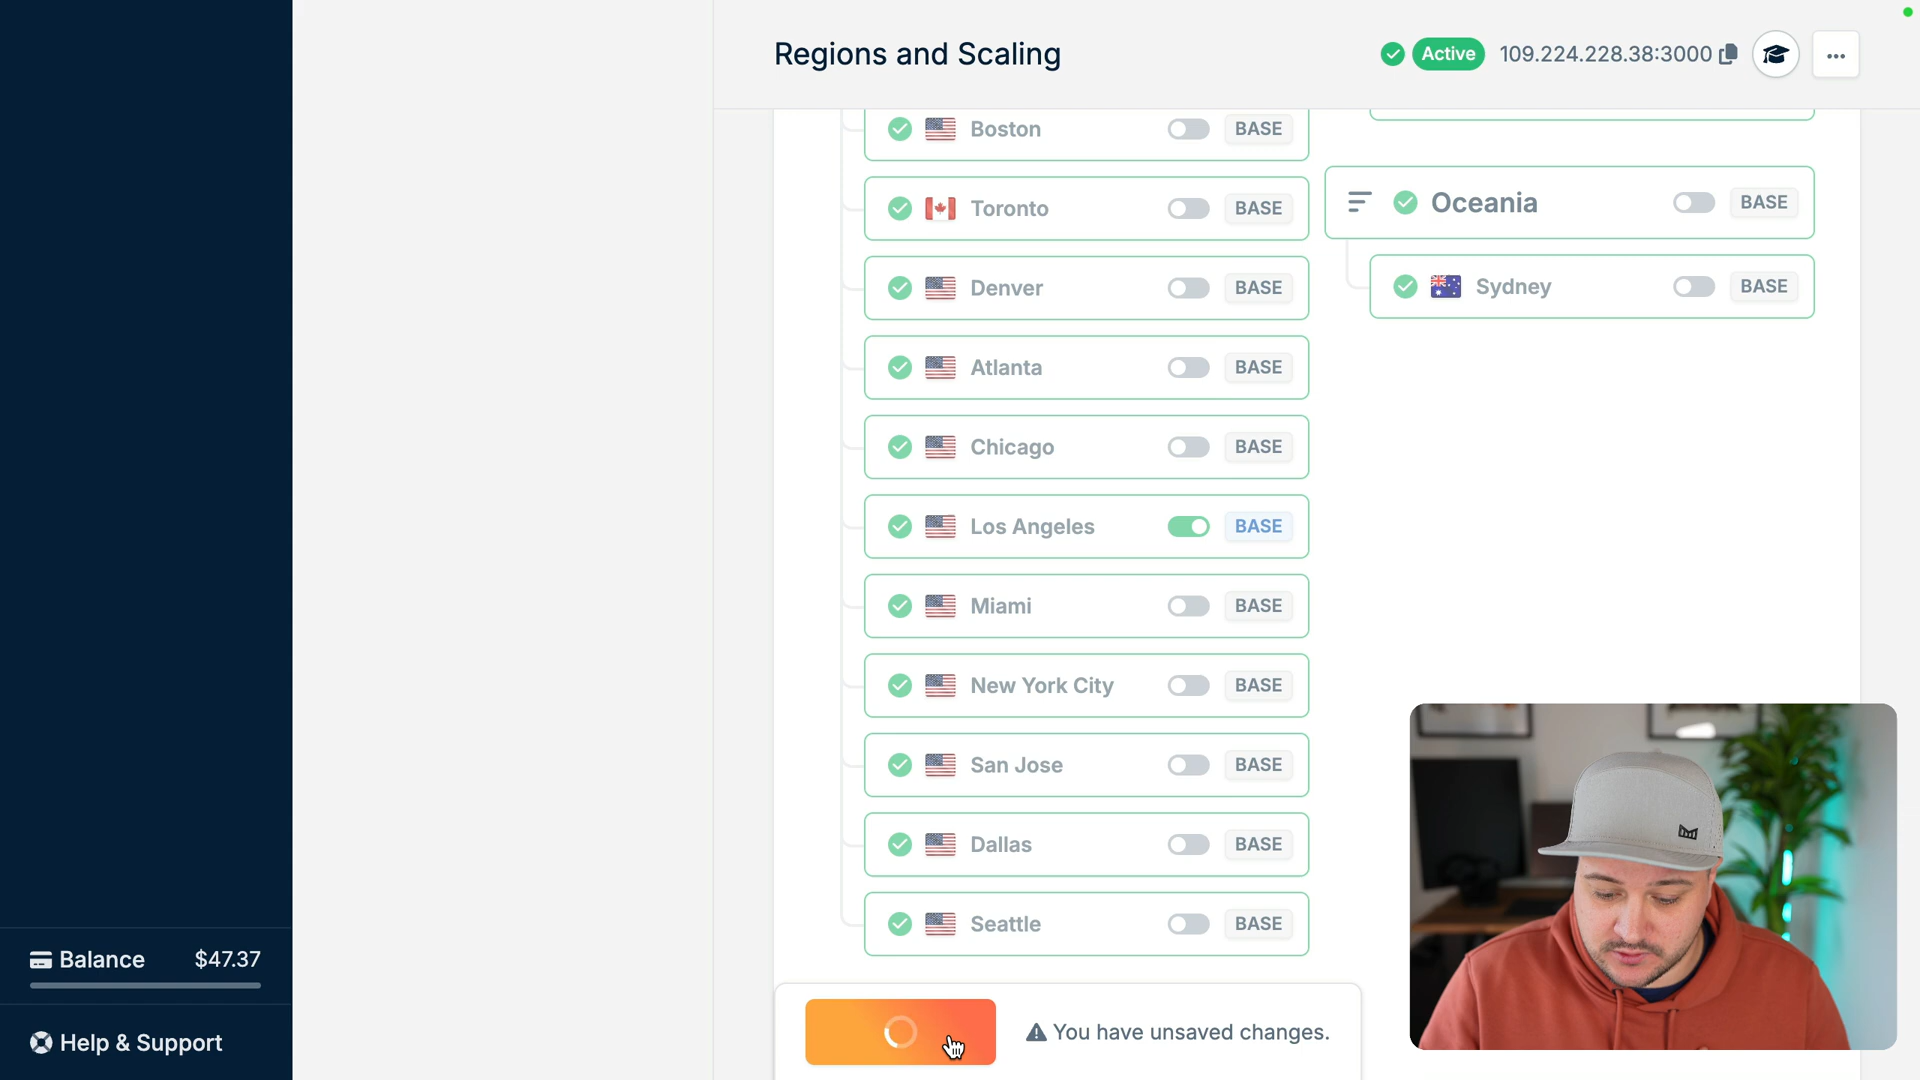 Regions and Scaling
Active
109.224.228.38:3000
Boston
BASE
Toronto
BASE
Denver
BASE
Atlanta
BASE
Chicago
BASE
Los Angeles
BASE
Miami
BASE
New York City
BASE
San Jose
BASE
Dallas
BASE
Seattle
BASE
Oceania
BASE
Sydney
BASE
You have unsaved changes.
Balance
$47.37
Help & Support